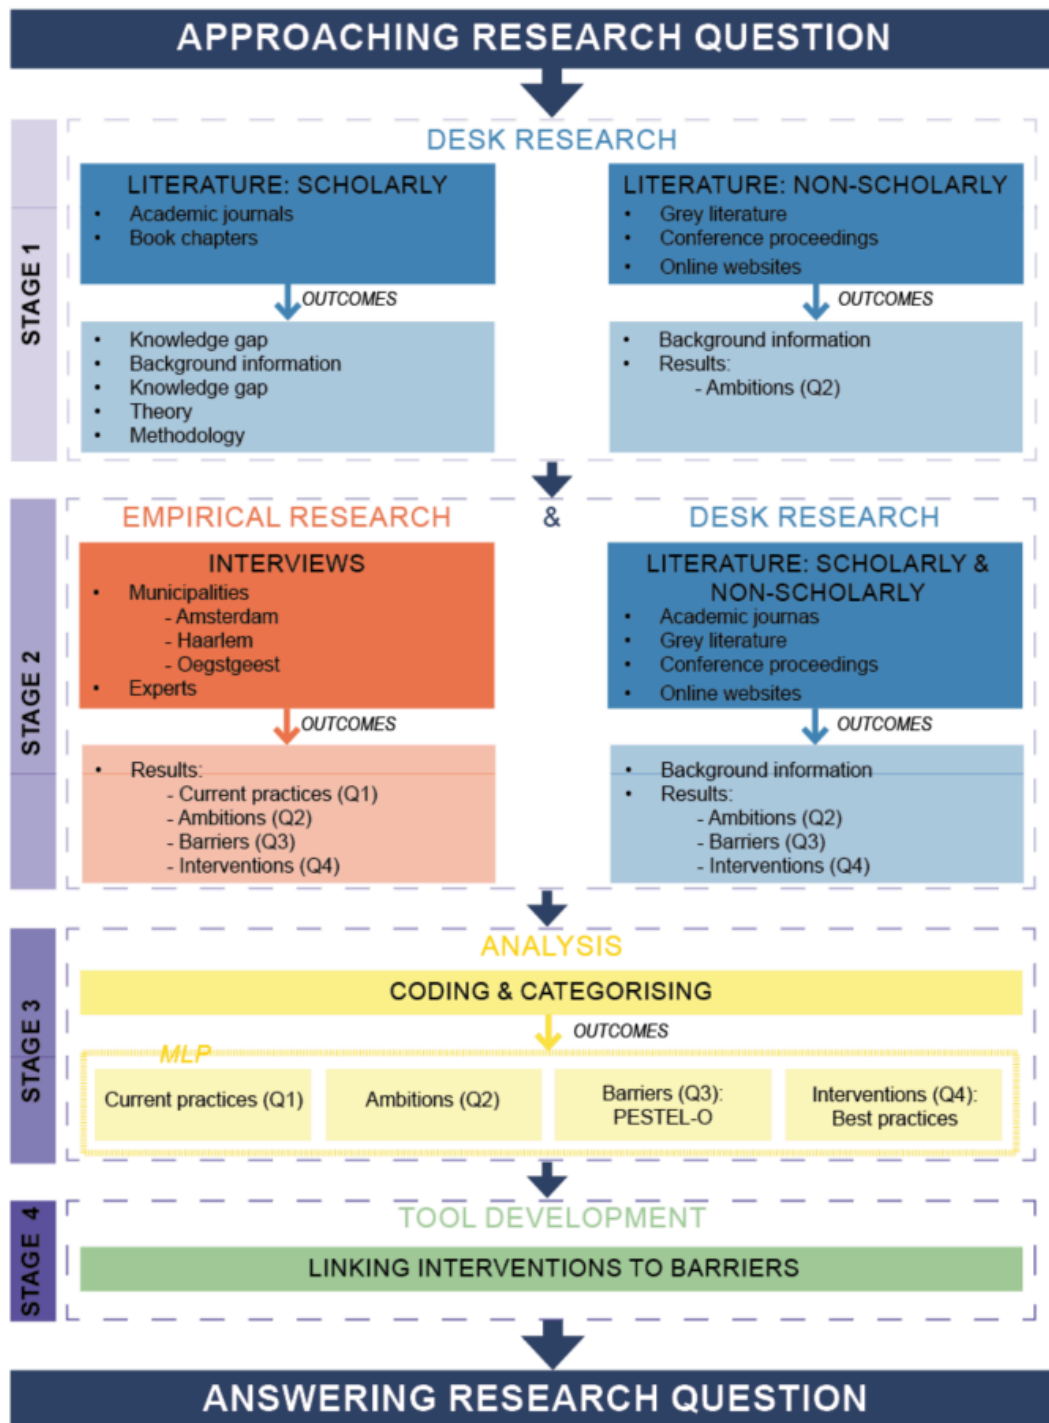 APPROACHING RESEARCH QUESTION
STAGE 1
DESK RESEARCH
LITERATURE: SCHOLARLY
• Academic journals
• Book chapters
OUTCOMES
• Knowledge gap
• Background information
• Knowledge gap
• Theory
• Methodology
LITERATURE: NON-SCHOLARLY
• Grey literature
• Conference proceedings
• Online websites
OUTCOMES
• Background information
• Results:
- Ambitions (Q2)
STAGE 2
EMPIRICAL RESEARCH
&
DESK RESEARCH
INTERVIEWS
• Municipalities
- Amsterdam
- Haarlem
- Oegstgeest
• Experts
OUTCOMES
• Results:
- Current practices (Q1)
- Ambitions (Q2)
- Barriers (Q3)
- Interventions (Q4)
LITERATURE: SCHOLARLY &
NON-SCHOLARLY
• Academic journas
• Grey literature
• Conference proceedings
• Online websites
OUTCOMES
• Background information
• Results:
- Ambitions (Q2)
- Barriers (Q3)
- Interventions (Q4)
STAGE 3
ANALYSIS
CODING & CATEGORISING
OUTCOMES
MLP
Current practices (Q1)
Ambitions (Q2)
Barriers (Q3):
PESTEL-O
Interventions (Q4):
Best practices
STAGE 4
TOOL DEVELOPMENT
LINKING INTERVENTIONS TO BARRIERS
ANSWERING RESEARCH QUESTION